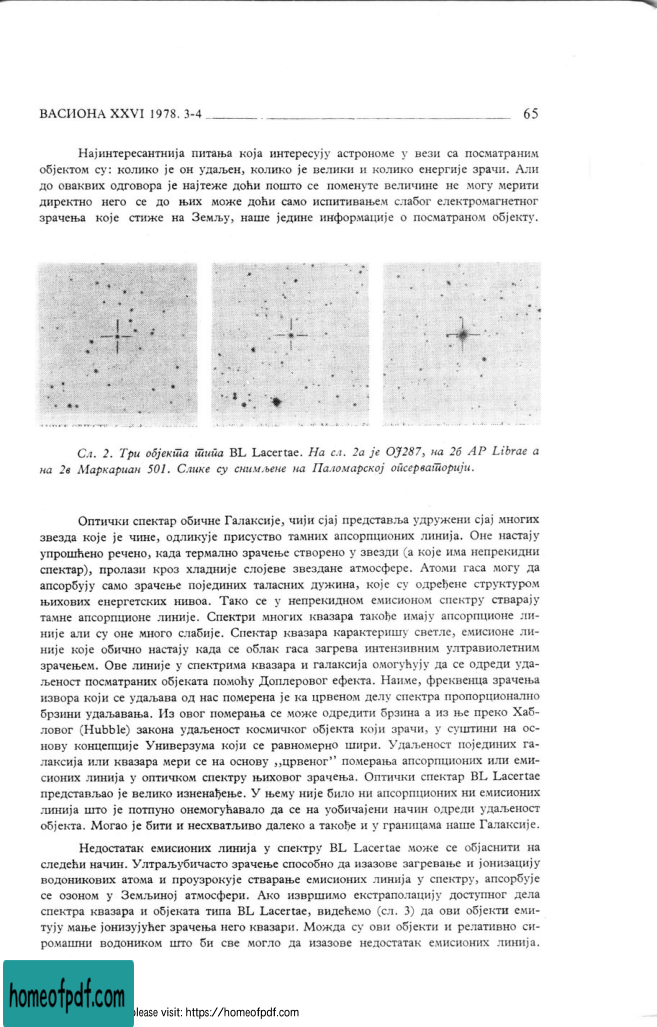 ВАСИОНА XXVI 1978. 3-4 65
Најинтересантнија питања која интересују астрономе у вези са посматраним
објектом су: колико је он удаљен, колико је велики и колико енергије зрачи. Али
до оваквих одговора је најтеже доћи пошто се поменуте величине не могу мерити
директно него се до њих може доћи само испитивањем слабог електромагнетног
зрачења које стиже на Земљу, наше једине информације о посматраном објекту.
Сл. 2. Три објекта типа BL Lacertae. На сл. 2а је OJ287, на 2б AP Librae а
на 2в Маркариан 501. Слике су снимљене на Паломарској опсерваторији.
Оптички спектар обичне Галаксије, чији сјај представља удружени сјај многих
звезда које је чине, одликује присуство тамних апсорпционих линија. Оне настају
упрошћено речено, када термално зрачење створено у звезди (а које има непрекидни
спектар), пролази кроз хладније слојеве звездане атмосфере. Атоми гаса могу да
апсорбују само зрачење појединих таласних дужина, које су одређене структуром
њихових енергетских нивоа. Тако се у непрекидном емисионом спектру стварају
тамне апсорпционе линије. Спектри многих квазара такође имају апсорпционе ли-
није али су оне много слабије. Спектар квазара карактеришу светле, емисионе ли-
није које обично настају када се облак гаса загрева интензивним ултравиолетним
зрачењем. Ове линије у спектрима квазара и галаксија омогућују да се одреди уда-
љеност посматраних објеката помоћу Доплеровог ефекта. Наиме, фреквенца зрачења
извора који се удаљава од нас померена је ка црвеном делу спектра пропорционално
брзини удаљавања. Из овог померања се може одредити брзина а из ње преко Хаб-
ловог (Hubble) закона удаљеност космичког објекта који зрачи, у суштини на ос-
нову концепције Универзума који се равномерно шири. Удаљеност појединих га-
лаксија или квазара мери се на основу ,,црвеног” померања апсорпционих или еми-
сионих линија у оптичком спектру њиховог зрачења. Оптички спектар BL Lacertae
представљао је велико изненађење. У њему није било ни апсорпционих ни емисионих
линија што је потпуно онемогућавало да се на уобичајени начин одреди удаљеност
објекта. Могао је бити и несхватљиво далеко а такође и у границама наше Галаксије.
Недостатак емисионих линија у спектру BL Lacertae може се објаснити на
следећи начин. Ултраљубичасто зрачење способно да изазове загревање и јонизацију
водоникових атома и проузрокује стварање емисионих линија у спектру, апсорбује
се озоном у Земљиној атмосфери. Ако извршимо екстраполацију доступног дела
спектра квазара и објеката типа BL Lacertae, видећемо (сл. 3) да ови објекти еми-
тују мање јонизујућег зрачења него квазари. Можда су ови објекти и релативно си-
ромашни водоником што би све могло да изазове недостатак емисионих линија.
homeofpdf.com
please visit: https://homeofpdf.com